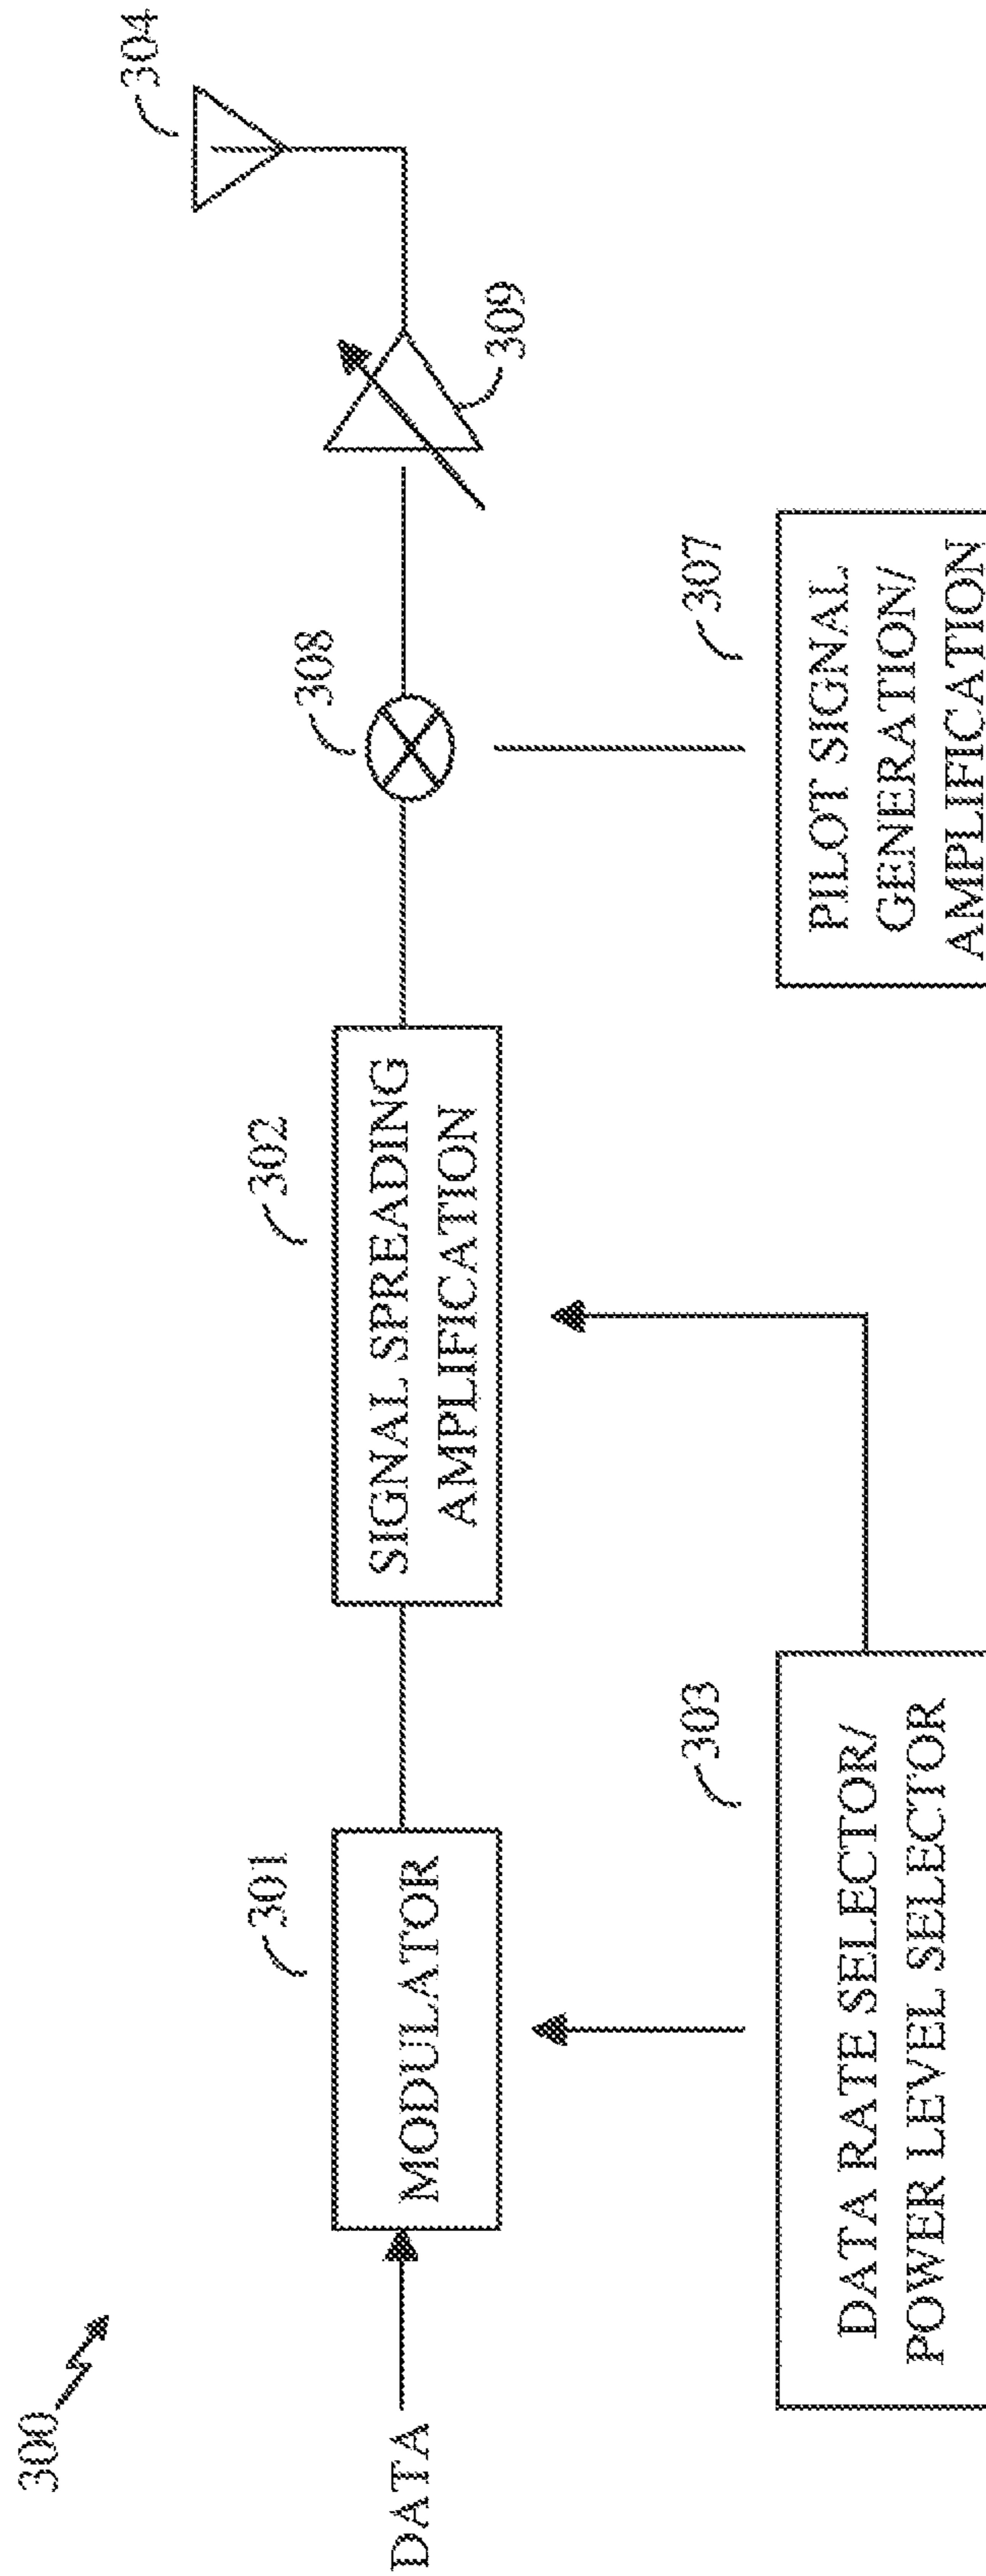 300
DATA
301
MODULATOR
302
SIGNAL SPREADING
AMPLIFICATION
308
309
304
303
DATA RATE SELECTOR/
POWER LEVEL SELECTOR
307
PILOT SIGNAL
GENERATION/
AMPLIFICATION